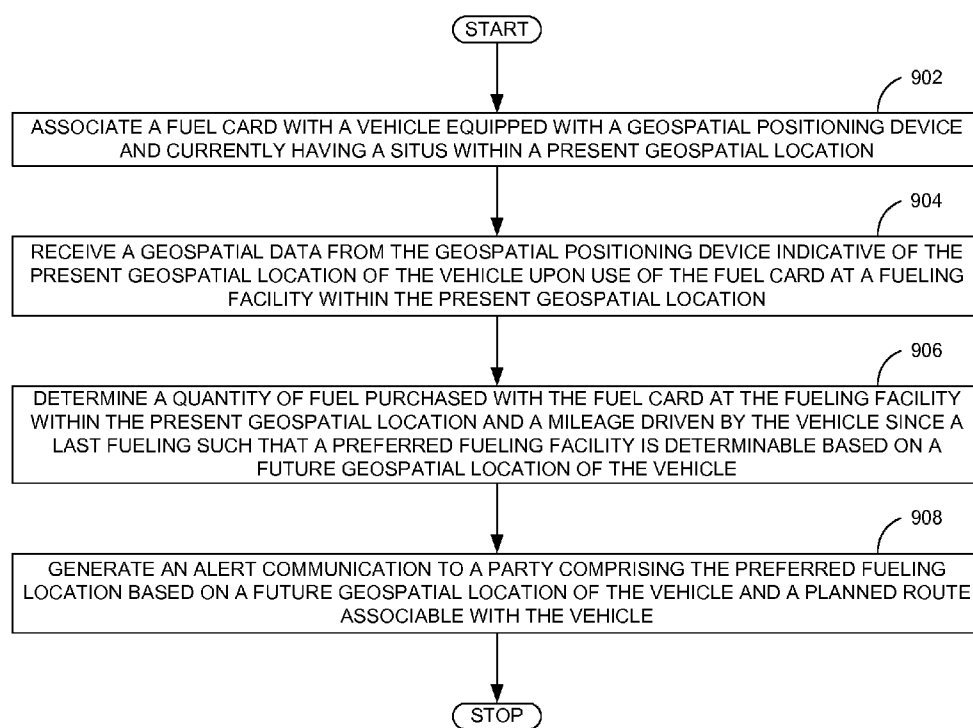 START
902
ASSOCIATE A FUEL CARD WITH A VEHICLE EQUIPPED WITH A GEOSPATIAL POSITIONING DEVICE
AND CURRENTLY HAVING A SITUS WITHIN A PRESENT GEOSPATIAL LOCATION
904
RECEIVE A GEOSPATIAL DATA FROM THE GEOSPATIAL POSITIONING DEVICE INDICATIVE OF THE
PRESENT GEOSPATIAL LOCATION OF THE VEHICLE UPON USE OF THE FUEL CARD AT A FUELING
FACILITY WITHIN THE PRESENT GEOSPATIAL LOCATION
906
DETERMINE A QUANTITY OF FUEL PURCHASED WITH THE FUEL CARD AT THE FUELING FACILITY
WITHIN THE PRESENT GEOSPATIAL LOCATION AND A MILEAGE DRIVEN BY THE VEHICLE SINCE A
LAST FUELING SUCH THAT A PREFERRED FUELING FACILITY IS DETERMINABLE BASED ON A
FUTURE GEOSPATIAL LOCATION OF THE VEHICLE
908
GENERATE AN ALERT COMMUNICATION TO A PARTY COMPRISING THE PREFERRED FUELING
LOCATION BASED ON A FUTURE GEOSPATIAL LOCATION OF THE VEHICLE AND A PLANNED ROUTE
ASSOCIABLE WITH THE VEHICLE
STOP